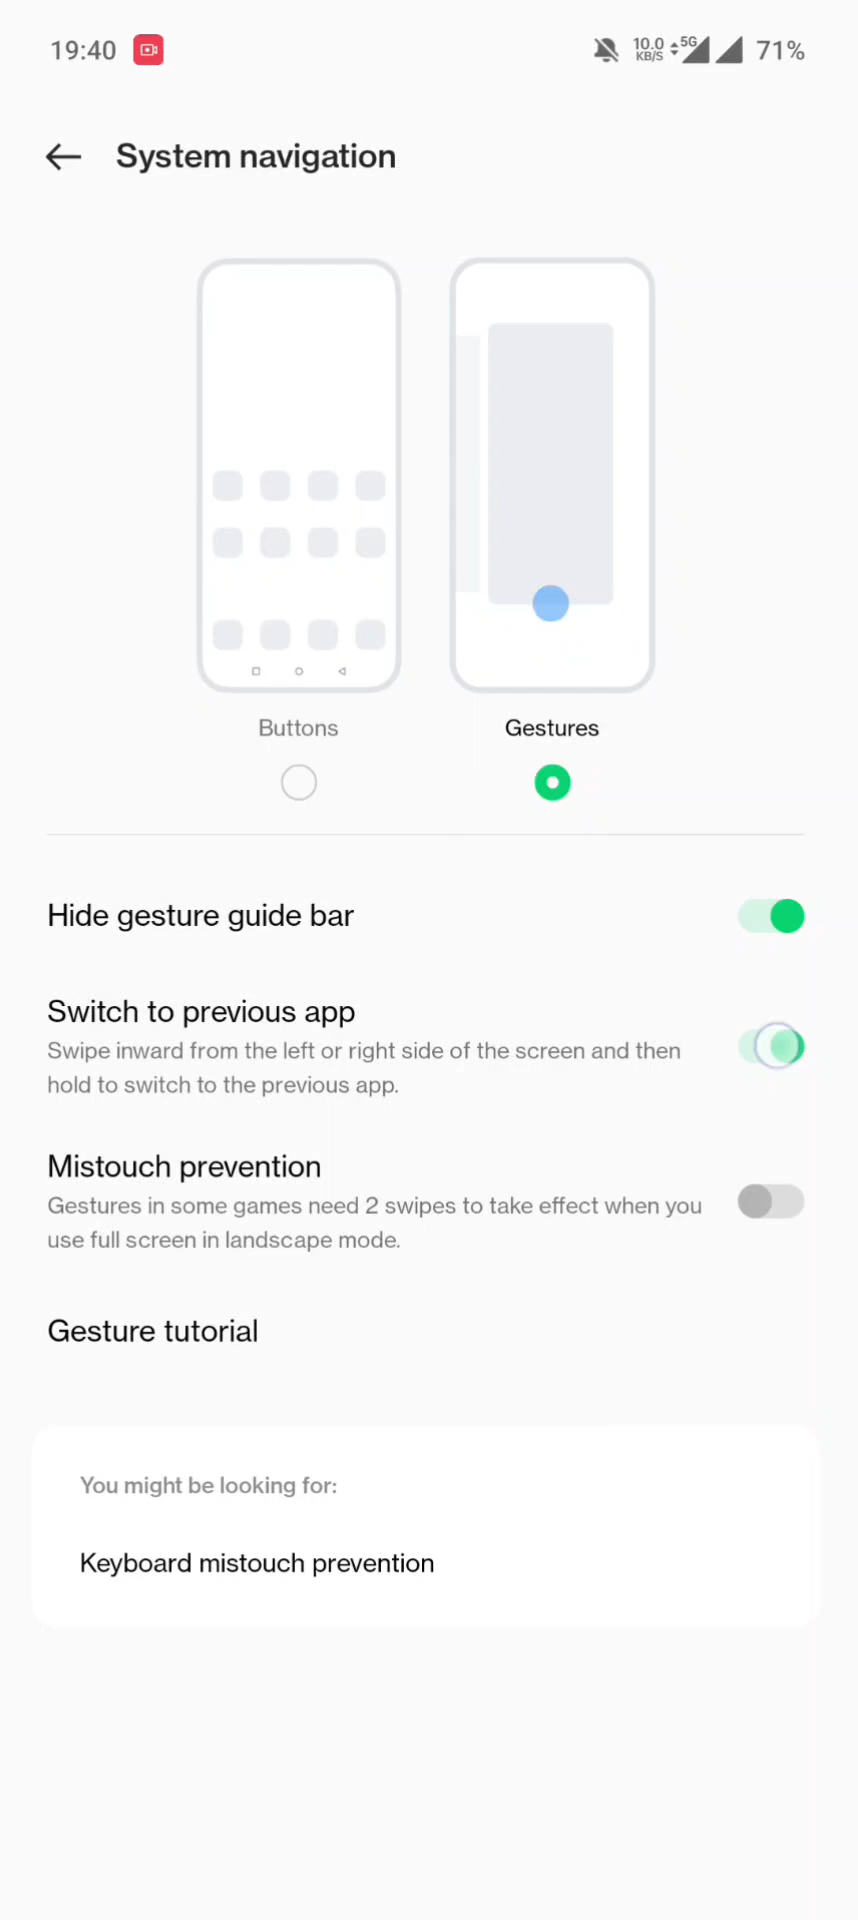 19:40
10.0
KB/S
5G
71%
System navigation
Buttons
Gestures
Hide gesture guide bar
Switch to previous app
Swipe inward from the left or right side of the screen and then
hold to switch to the previous app.
Mistouch prevention
Gestures in some games need 2 swipes to take effect when you
use full screen in landscape mode.
Gesture tutorial
You might be looking for:
Keyboard mistouch prevention